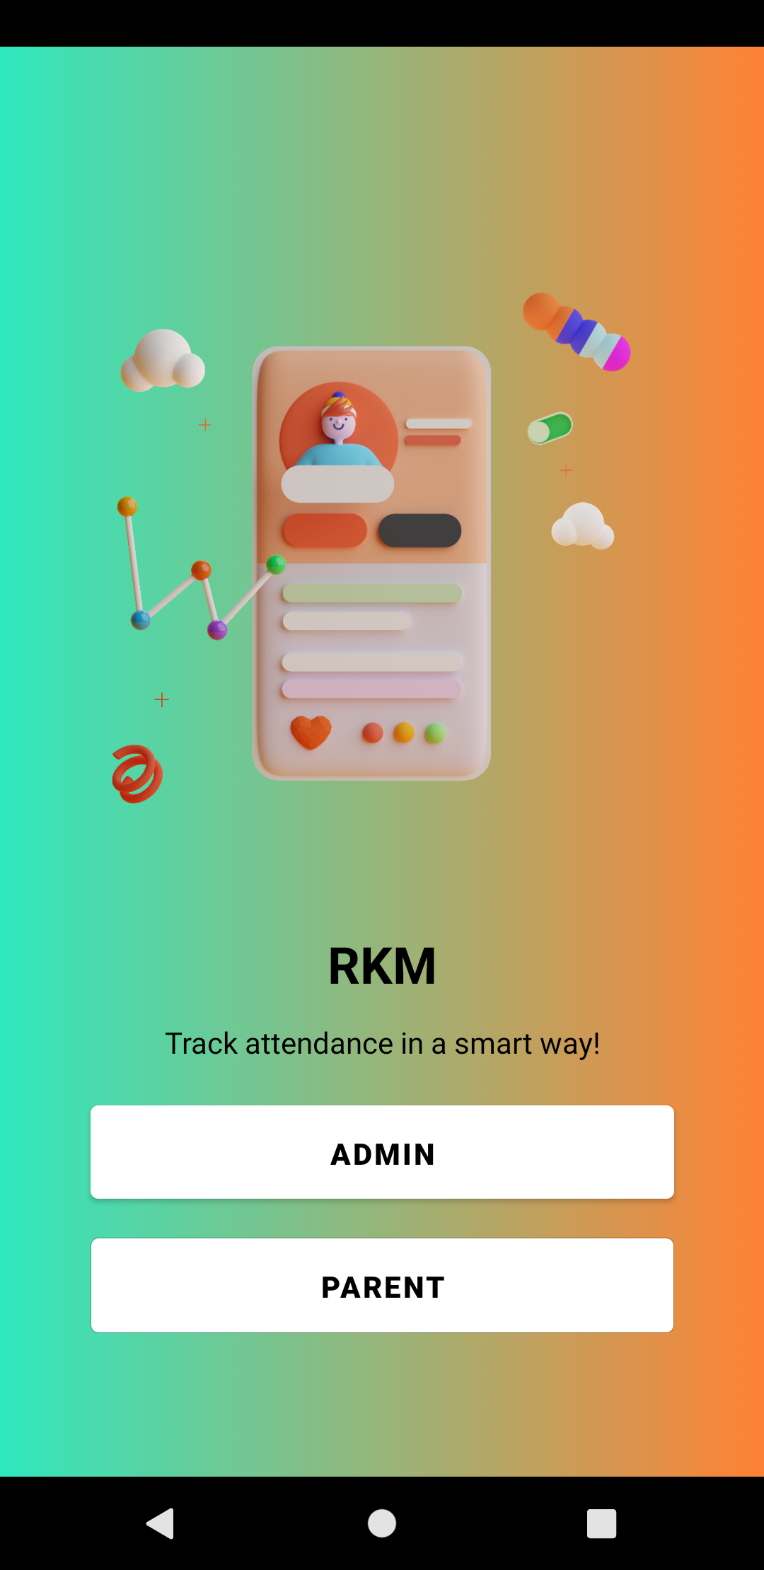 RKM
Track attendance in a smart way!
ADMIN
PARENT